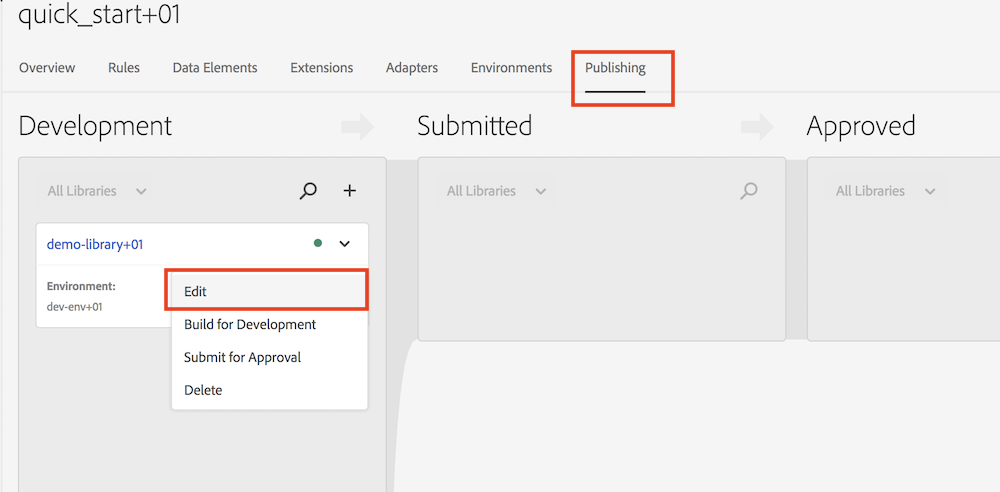 quick_start+01
Overview Rules Data Elements Extensions Adapters Environments Publishing
Development Submitted Approved
All Libraries All Libraries All Libraries
demo-library+01
Environment:
dev-env+01
Edit
Build for Development
Submit for Approval
Delete